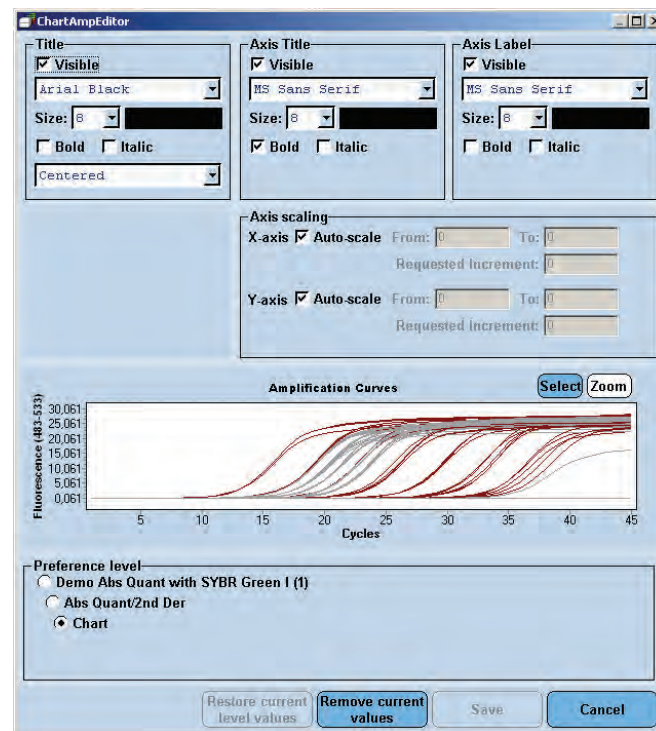 ChartAmpEditor
Title
Visible
Arial Black
Size: 8
Bold Italic
Centered
Axis Title
Visible
MS Sans Serif
Size: 8
Bold Italic
Axis Label
Visible
MS Sans Serif
Size: 8
Bold Italic
Axis scaling
X-axis Auto-scale From: 0 To: 0
Requested Increment: 0
Y-axis Auto-scale From: 0 To: 0
Requested Increment: 0
Amplification Curves
Select Zoom
Fluorescence (483-533)
30,061
25,061
20,061
15,061
10,061
5,061
0,061
5 10 15 20 25 30 35 40 45
Cycles
Preference level
Demo Abs Quant with SYBR Green I (1)
Abs Quant/2nd Der
Chart
Restore current
level values
Remove current
values
Save
Cancel